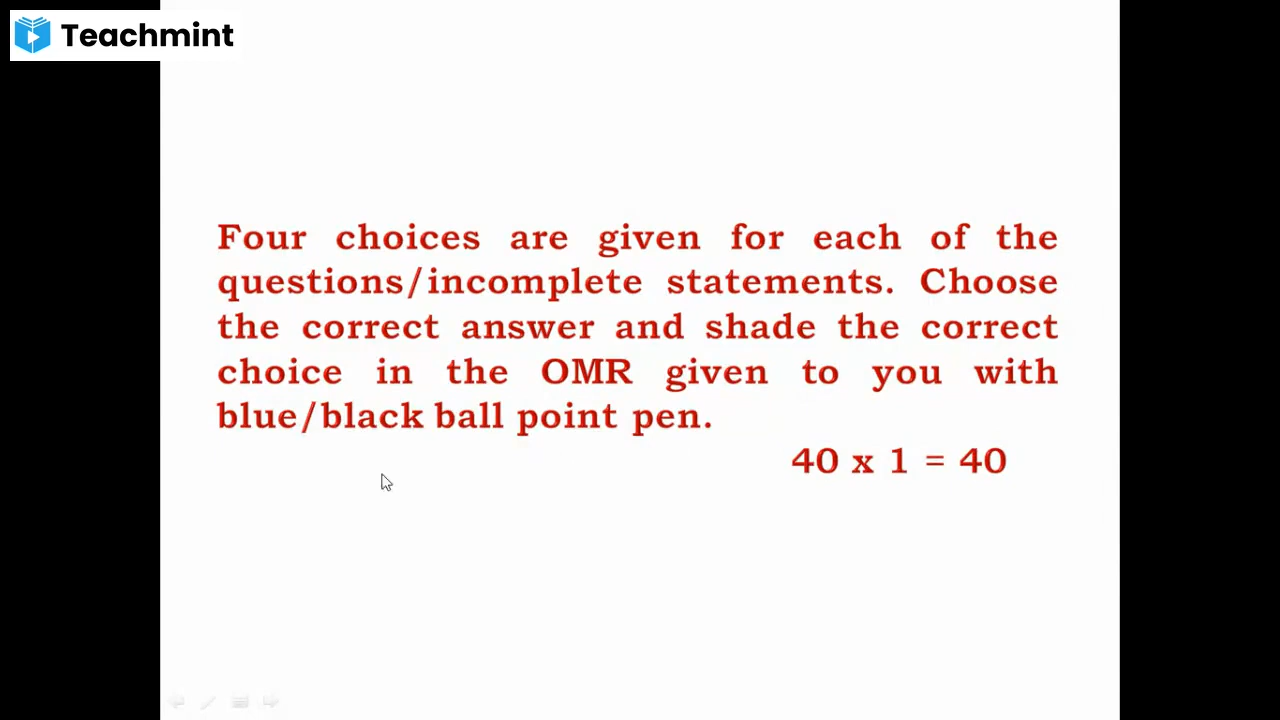 Teachmint
Four choices are given for each of the
questions/incomplete statements. Choose
the correct answer and shade the correct
choice in the OMR given to you with
blue/black ball point pen.
40 x 1 = 40